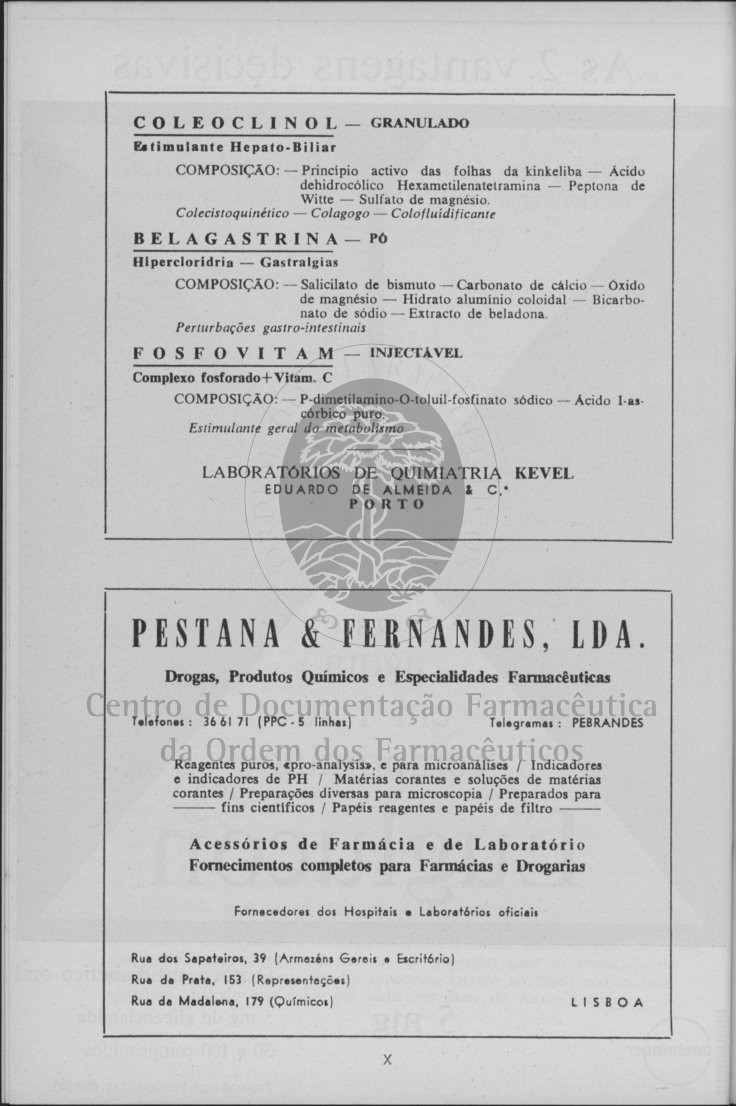 COLEOCLINOL — GRANULADO
Estimulante Hepato-Biliar
COMPOSIÇÃO: — Principio activo das folhas da kinkeliba — Ácido
dehidrocólico Hexametilenatetramina — Peptona de
Witte — Sulfato de magnésio.
Colecistoquinético — Colagogo — Colofluidificante
BELAGASTRINA — PÓ
Hipercloridria — Gastralgias
COMPOSIÇÃO: — Salicilato de bismuto — Carbonato de cálcio — Óxido
de magnésio — Hidrato alumínio coloidal — Bicarbo-
nato de sódio — Extracto de beladona.
Perturbações gastro-intestinais
FOSFOVITAM — INJECTÁVEL
Complexo fosforado+Vitam. C
COMPOSIÇÃO: — P-dimetilamino-O-toluil-fosfinato sódico — Ácido l-as-
córbico puro.
Estimulante geral do metabolismo
LABORATÓRIOS DE QUIMIATRIA KEVEL
EDUARDO DE ALMEIDA & C.ª
PORTO
PESTANA & FERNANDES, LDA.
Drogas, Produtos Químicos e Especialidades Farmacêuticas
Centro de Documentação Farmacêutica
Telefones: 36 61 71 (PPC - 5 linhas) Telegramas: PEBRANDES
da Ordem dos Farmacêuticos
Reagentes puros, «pro-analysis», e para microanálises / Indicadores
e indicadores de PH / Matérias corantes e soluções de matérias
corantes / Preparações diversas para microscopia / Preparados para
fins científicos / Papéis reagentes e papéis de filtro
Acessórios de Farmácia e de Laboratório
Fornecimentos completos para Farmácias e Drogarias
Fornecedores dos Hospitais e Laboratórios oficiais
Rua dos Sapateiros, 39 (Armazéns Gerais e Escritório)
Rua da Prata, 153 (Representações)
Rua da Madalena, 179 (Químicos) LISBOA
X